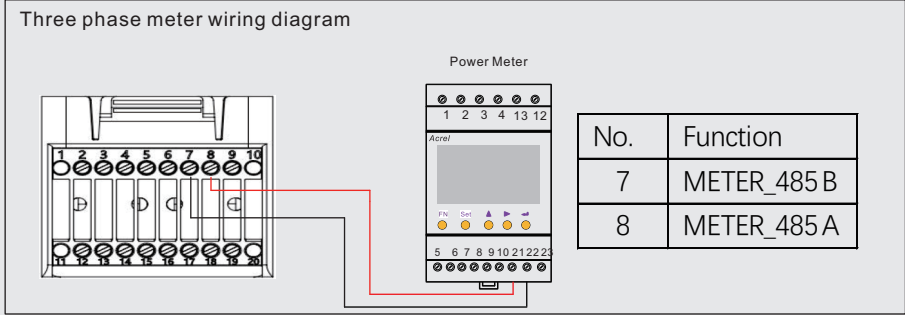 Three phase meter wiring diagram
Power Meter
1 2 3 4 13 12
Acrel
FN Set
5 6 7 8 9 10 21 22 23
1 2 3 4 5 6 7 8 9 10
11 12 13 14 15 16 17 18 19 20
No. Function
7 METER_485 B
8 METER_485 A